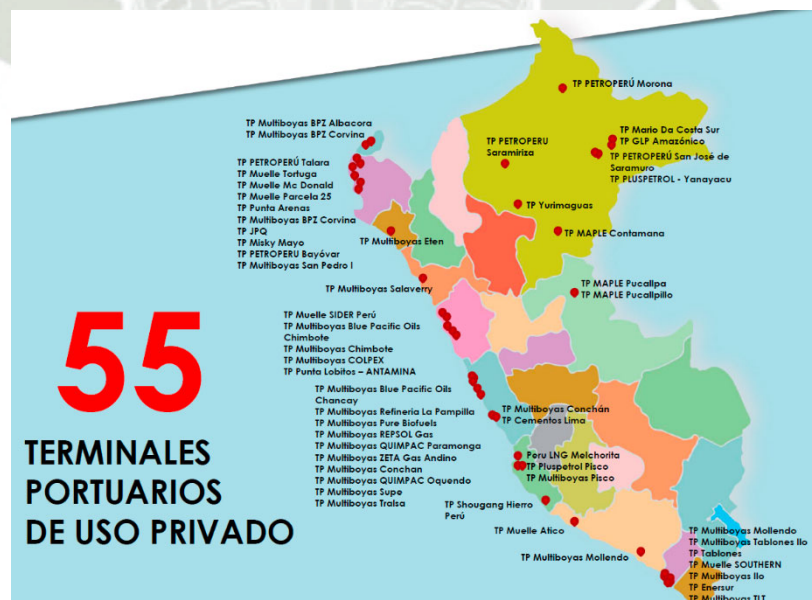 TP PETROPERÚ Morona
TP Multiboyas BPZ Albacora
TP Multiboyas BPZ Corvina
TP Mario Da Costa Sur
TP GLP Amazónico
TP PETROPERU
Saramiriza
TP PETROPERÚ San José de
Saramuro
TP PLUSPETROL - Yanayacu
TP PETROPERÚ Talara
TP Muelle Tortuga
TP Muelle Mc Donald
TP Muelle Parcela 25
TP Punta Arenas
TP Multiboyas BPZ Corvina
TP JPQ
TP Misky Mayo
TP PETROPERU Bayóvar
TP Multiboyas San Pedro I
TP Yurimaguas
TP Multiboyas Eten
TP MAPLE Contamana
TP Multiboyas Salaverry
TP MAPLE Pucallpa
TP MAPLE Pucallpillo
TP Muelle SIDER Perú
TP Multiboyas Blue Pacific Oils
Chimbote
TP Multiboyas Chimbote
TP Multiboyas COLPEX
TP Punta Lobitos – ANTAMINA
TP Multiboyas Blue Pacific Oils
Chancay
TP Multiboyas Refineria La Pampilla
TP Multiboyas Pure Biofuels
TP Multiboyas REPSOL Gas
TP Multiboyas QUIMPAC Paramonga
TP Multiboyas ZETA Gas Andino
TP Multiboyas Conchan
TP Multiboyas QUIMPAC Oquendo
TP Multiboyas Supe
TP Multiboyas Tralsa
TP Multiboyas Conchán
TP Cementos Lima
Peru LNG Melchorita
TP Pluspetrol Pisco
TP Multiboyas Pisco
TP Shougang Hierro
Perú
TP Muelle Atico
TP Multiboyas Mollendo
TP Multiboyas Mollendo
TP Multiboyas Tablones Ilo
TP Tablones
TP Muelle SOUTHERN
TP Multiboyas Ilo
TP Enersur
TP Multiboyas TLT
55
TERMINALES
PORTUARIOS
DE USO PRIVADO